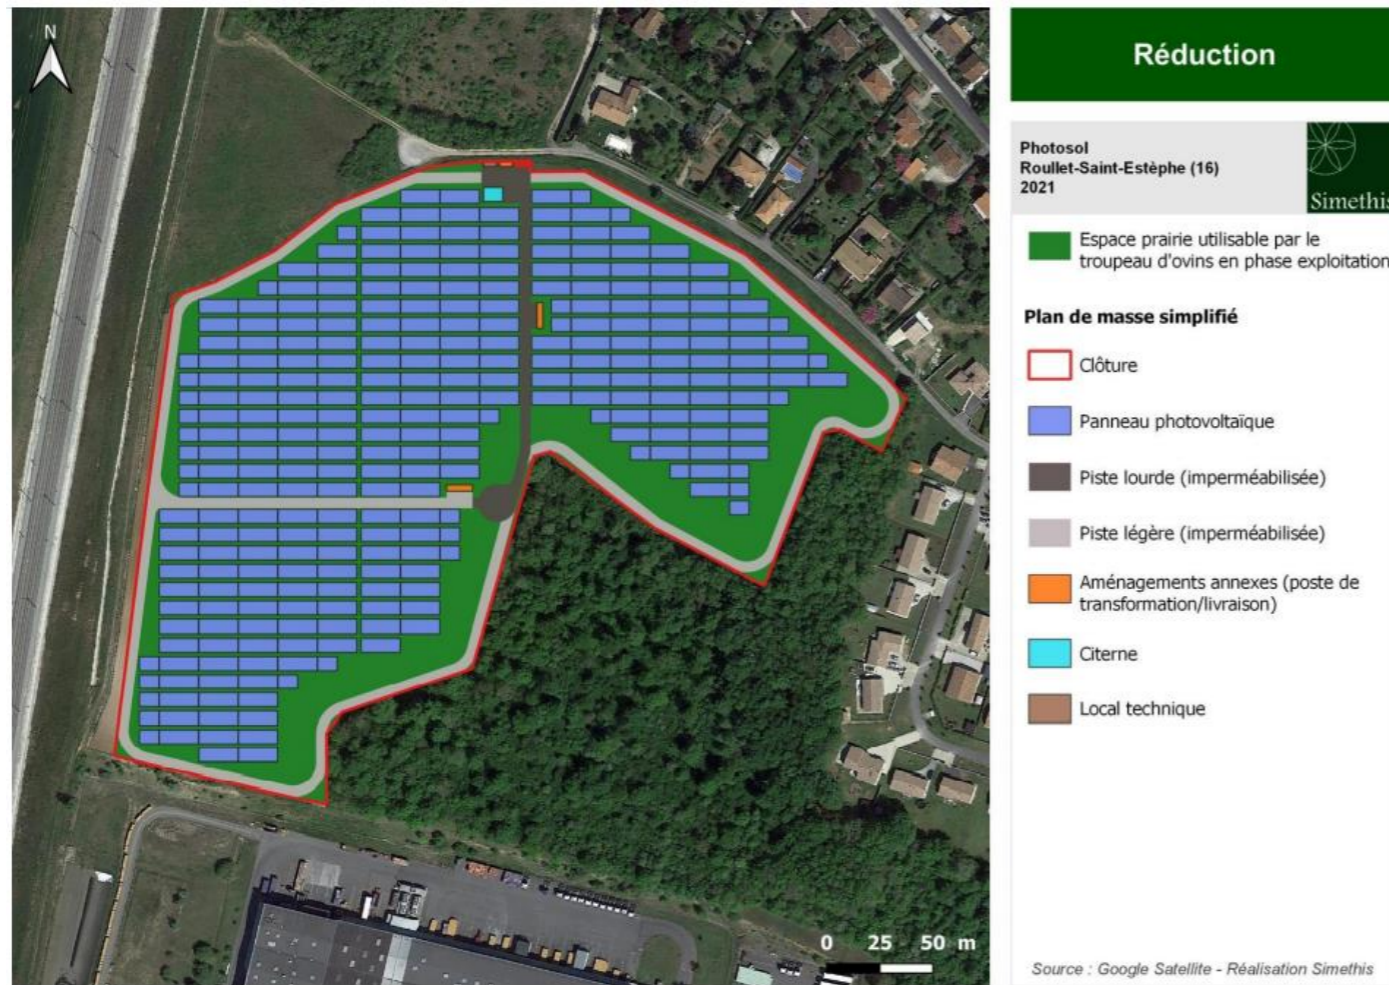 N
Réduction
Photosol
Roullet-Saint-Estèphe (16)
2021
Simethis
Espace prairie utilisable par le
troupeau d'ovins en phase exploitation
Plan de masse simplifié
Clôture
Panneau photovoltaïque
Piste lourde (imperméabilisée)
Piste légère (imperméabilisée)
Aménagements annexes (poste de
transformation/livraison)
Citerne
Local technique
0 25 50 m
Source : Google Satellite - Réalisation Simethis